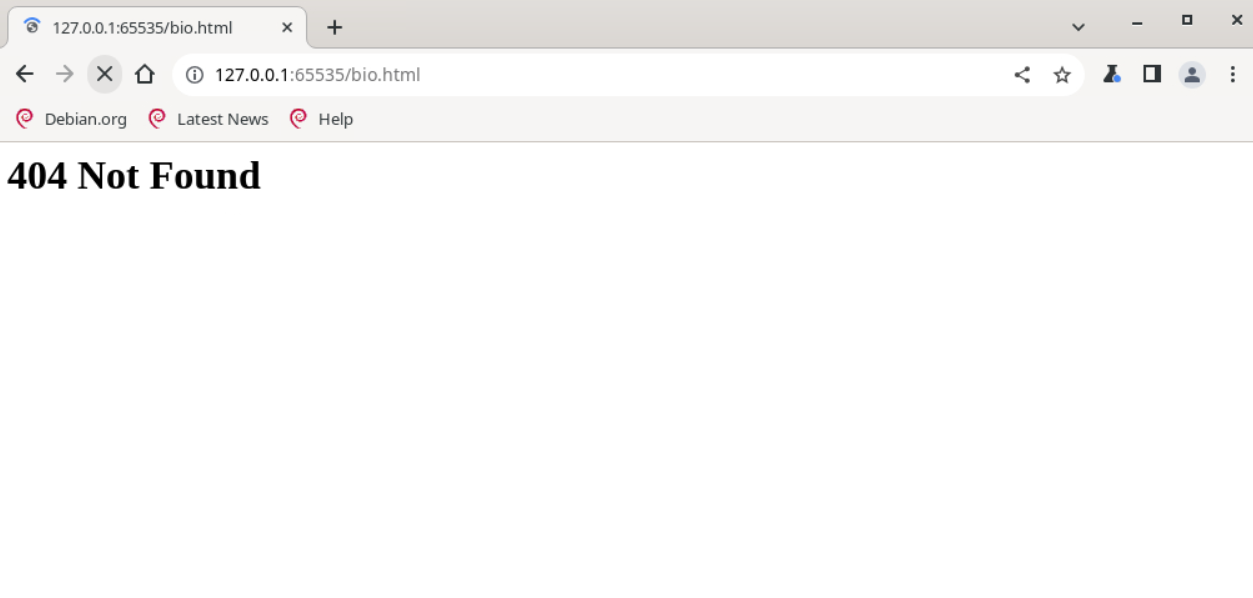 127.0.0.1:65535/bio.html
127.0.0.1:65535/bio.html
Debian.org Latest News Help
404 Not Found